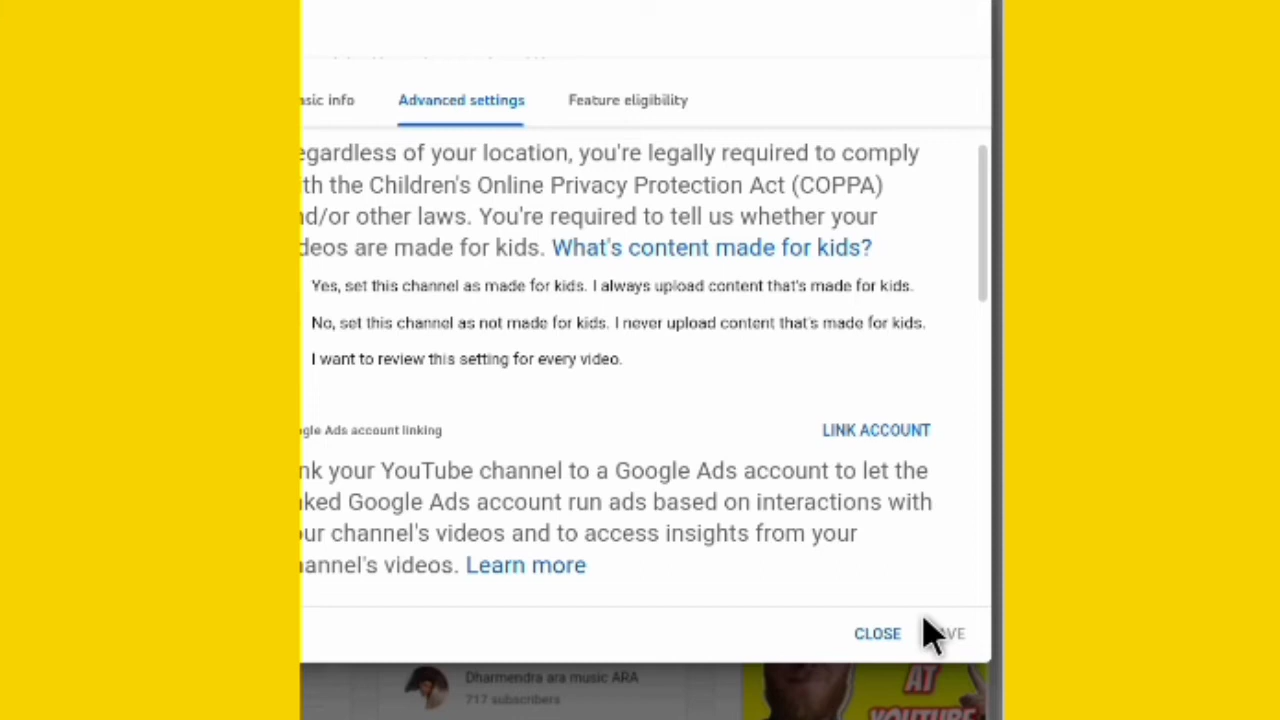 asic info Advanced settings Feature eligibility
egardless of your location, you're legally required to comply
th the Children's Online Privacy Protection Act (COPPA)
nd/or other laws. You're required to tell us whether your
deos are made for kids. What's content made for kids?
Yes, set this channel as made for kids. I always upload content that's made for kids.
No, set this channel as not made for kids. I never upload content that's made for kids.
I want to review this setting for every video.
gle Ads account linking LINK ACCOUNT
nk your YouTube channel to a Google Ads account to let the
ked Google Ads account run ads based on interactions with
ur channel's videos and to access insights from your
annel's videos. Learn more
CLOSE VE
Dharmendra ara music ARA
717 subscribers
AT
YOUTUBE